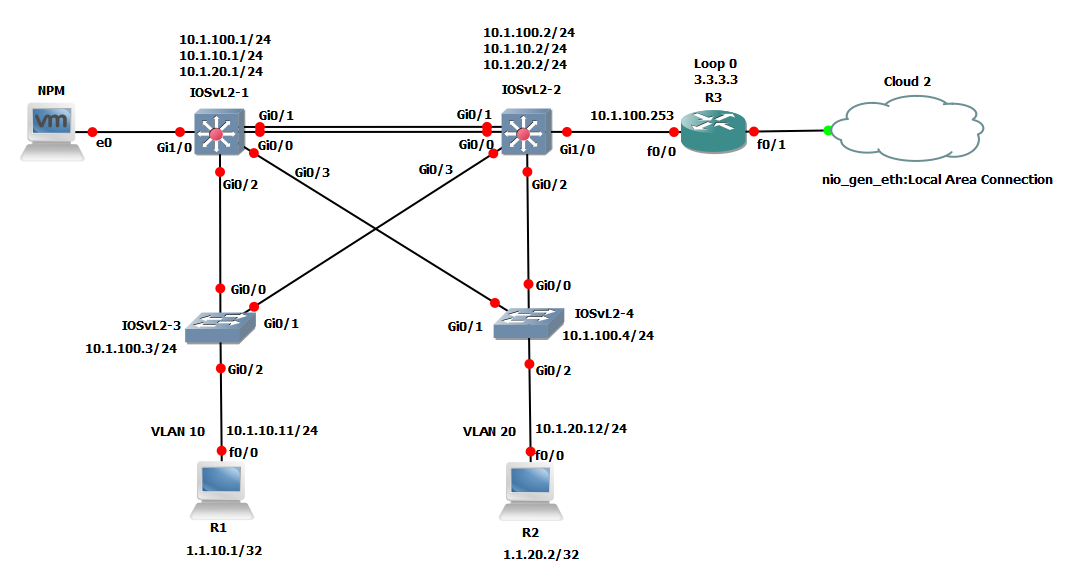 10.1.100.1/24
10.1.10.1/24
10.1.20.1/24
IOSvL2-1
10.1.100.2/24
10.1.10.2/24
10.1.20.2/24
IOSvL2-2
Loop 0
3.3.3.3
R3
Cloud 2
NPM
vm
e0
Gi1/0
Gi0/1
Gi0/0
Gi0/1
Gi0/0
Gi1/0
10.1.100.253
f0/0
f0/1
nio_gen_eth:Local Area Connection
Gi0/2
Gi0/3
Gi0/3
Gi0/2
Gi0/0
Gi0/1
IOSvL2-3
10.1.100.3/24
Gi0/0
Gi0/1
IOSvL2-4
10.1.100.4/24
Gi0/2
Gi0/2
VLAN 10
10.1.10.11/24
f0/0
VLAN 20
10.1.20.12/24
f0/0
R1
1.1.10.1/32
R2
1.1.20.2/32